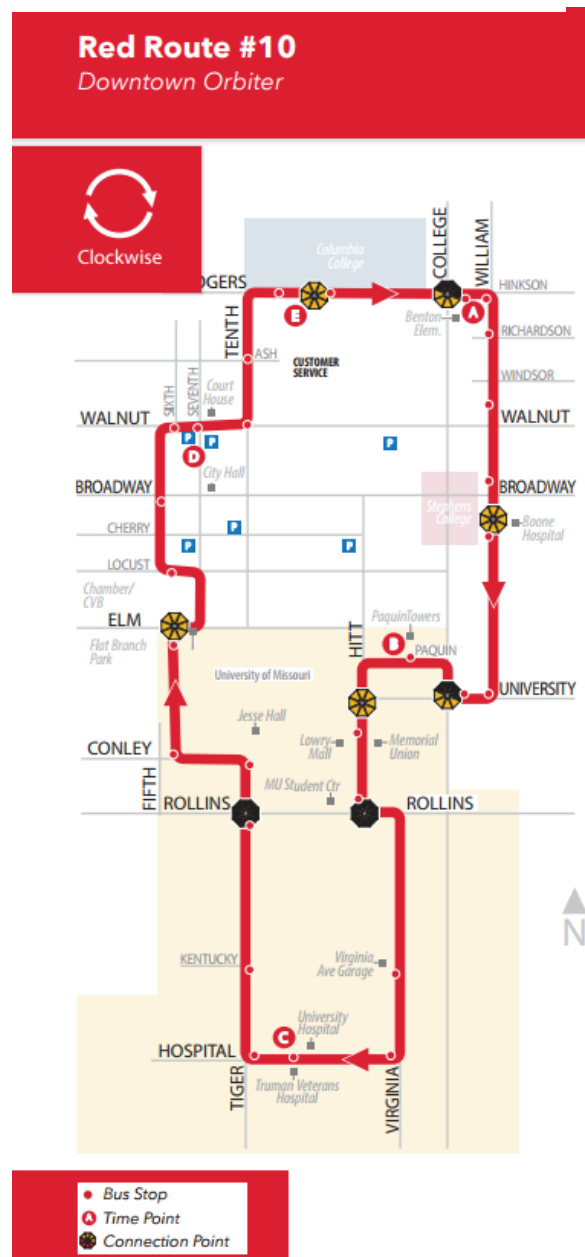 Red Route #10
Downtown Orbiter
Clockwise
COLLEGE
WILLIAM
Columbia
College
OGERS
HINKSON
E
A
Benton
Elem.
TENTH
RICHARDSON
ASH
CUSTOMER
SERVICE
WINDSOR
SIXTH
SEVENTH
Court
House
WALNUT
WALNUT
P
P
P
D
City Hall
BROADWAY
BROADWAY
Stephens
College
Boone
Hospital
CHERRY
P
P
P
LOCUST
Chamber/
CVB
ELM
Flat Branch
Park
HITT
PaquinTowers
B
PAQUIN
University of Missouri
UNIVERSITY
Jesse Hall
Lowry
Mall
Memorial
Union
CONLEY
FIFTH
MU Student Ctr
ROLLINS
ROLLINS
N
KENTUCKY
Virginia
Ave Garage
University
Hospital
C
HOSPITAL
TIGER
Truman Veterans
Hospital
VIRGINIA
Bus Stop
A Time Point
Connection Point